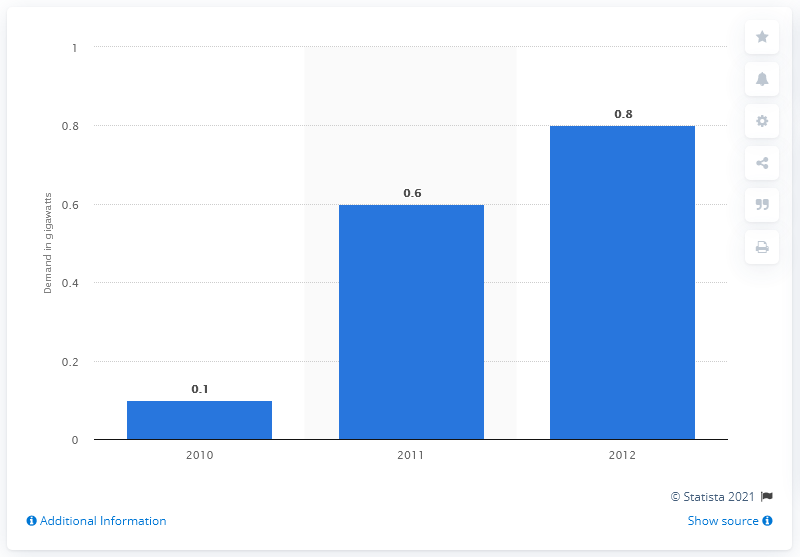 1
0.8
0.6
0.4
0.2
0
Demand in gigawatts
0.1
0.6
0.8
2010 2011 2012
© Statista 2021
Additional Information
Show source